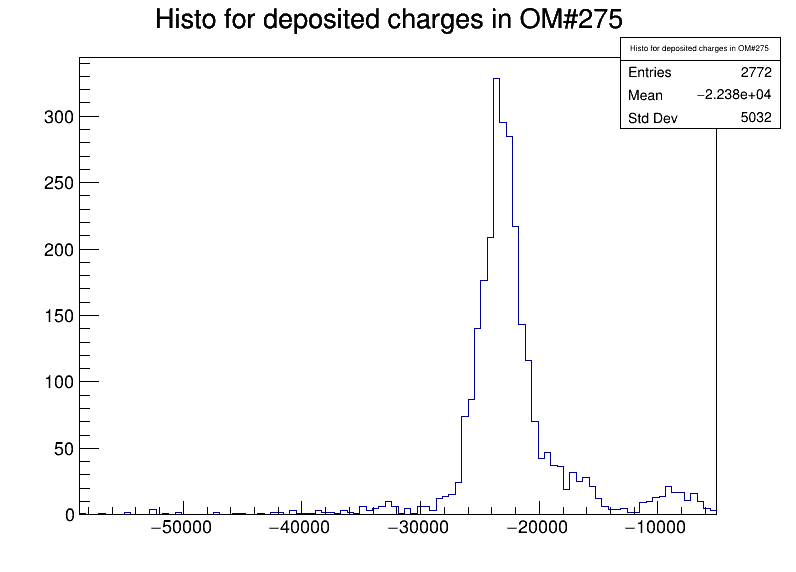 Histo for deposited charges in OM#275
Histo for deposited charges in OM#275
Entries 2772
Mean −2.238e+04
Std Dev 5032
300
250
200
150
100
50
0
−50000 −40000 −30000 −20000 −10000